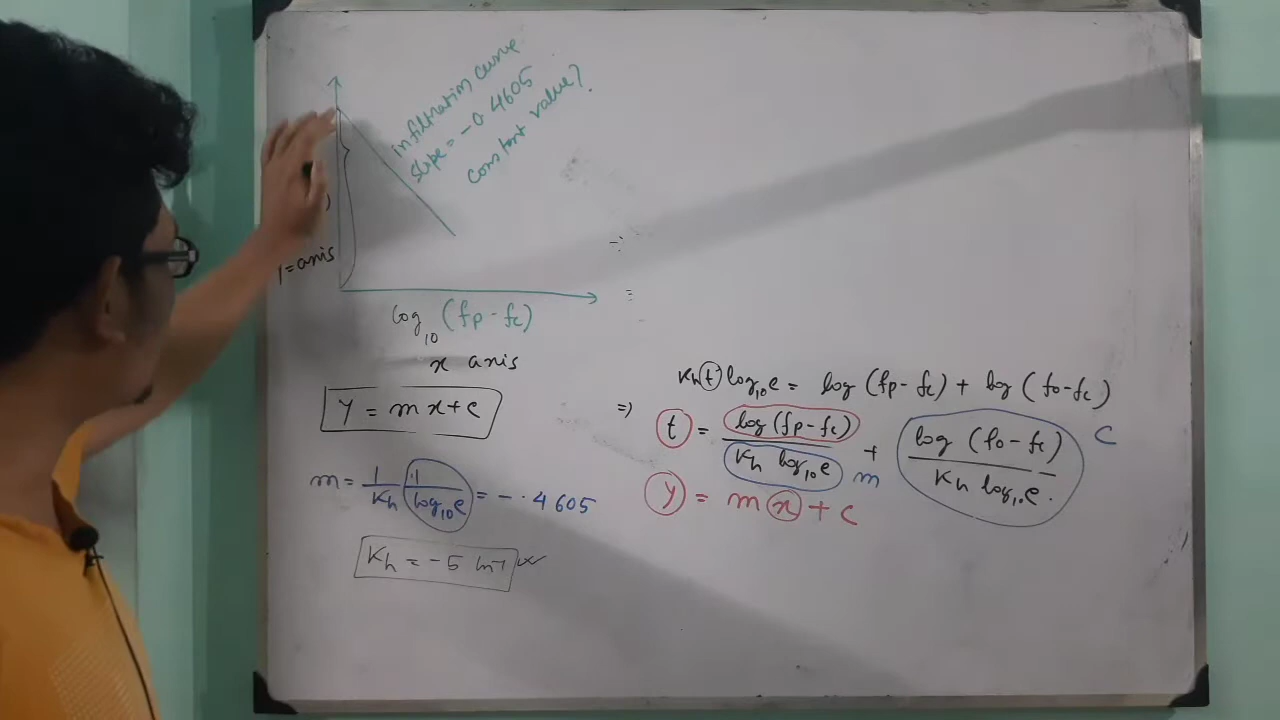 infiltration curve
slope = -0.4605
constant value?
)
= axis
log10 (fp - fc)
x axis
Y = mx+c
m = 1/Kh 1/log10e = -.4605
Kh = -5 hr-1
Kh t log10e = log (fp - fc) + log (fo - fc)
=) t = log (fp - fc)/Kh log10e + log (fo - fc)/Kh log10e. C
m
y = mx + c